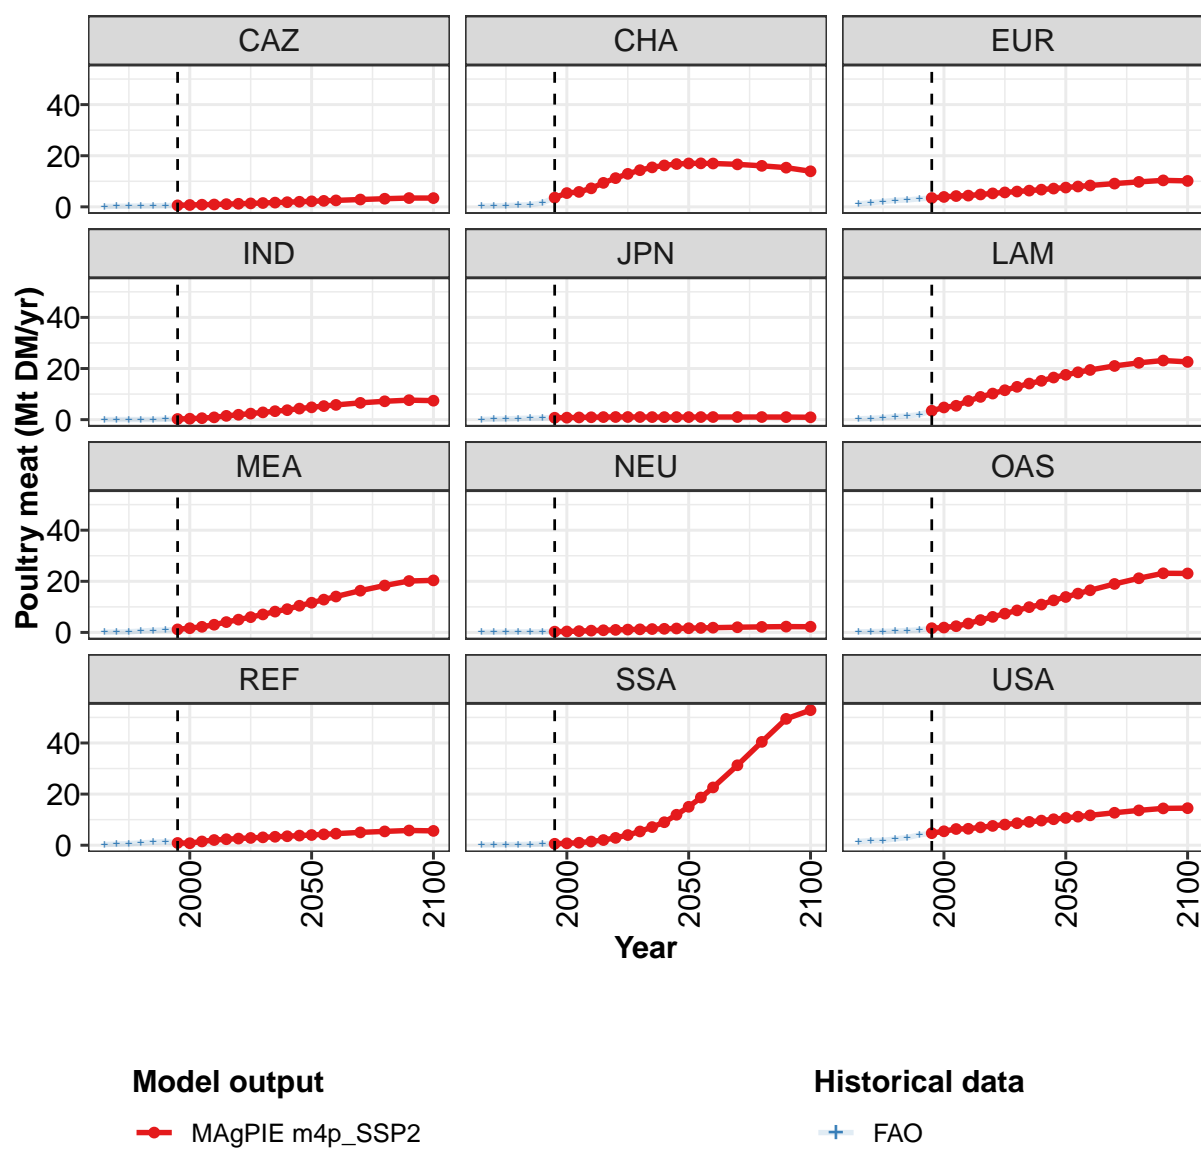 CAZ CHA EUR
40
20
0
IND JPN LAM
40
20
0
MEA NEU OAS
40
20
0
REF SSA USA
40
20
0
2000 2050 2100 2000 2050 2100 2000 2050 2100
Poultry meat (Mt DM/yr)
Year
Model output Historical data
MAgPIE m4p_SSP2 FAO